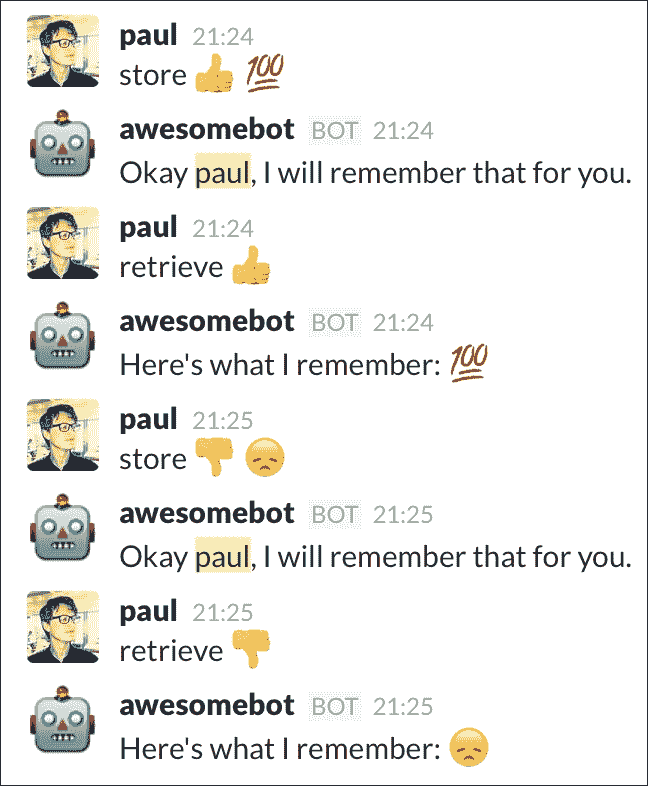 paul 21:24
store 👍 💯
awesomebot BOT 21:24
Okay paul, I will remember that for you.
paul 21:24
retrieve 👍
awesomebot BOT 21:24
Here's what I remember: 💯
paul 21:25
store 👎 😞
awesomebot BOT 21:25
Okay paul, I will remember that for you.
paul 21:25
retrieve 👎
awesomebot BOT 21:25
Here's what I remember: 😞